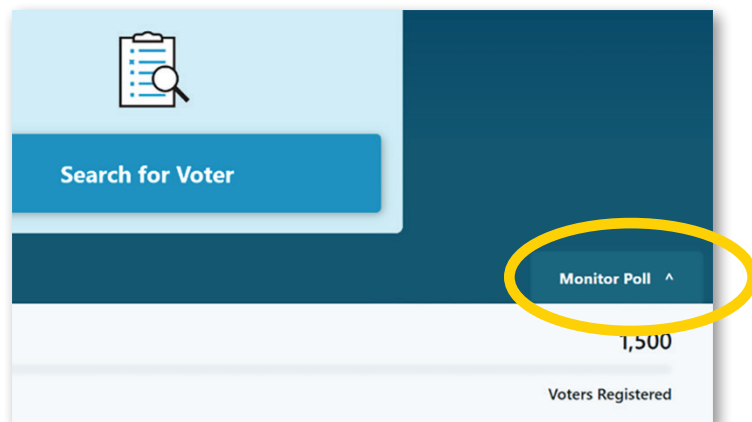 Search for Voter
Monitor Poll ^
1,500
Voters Registered